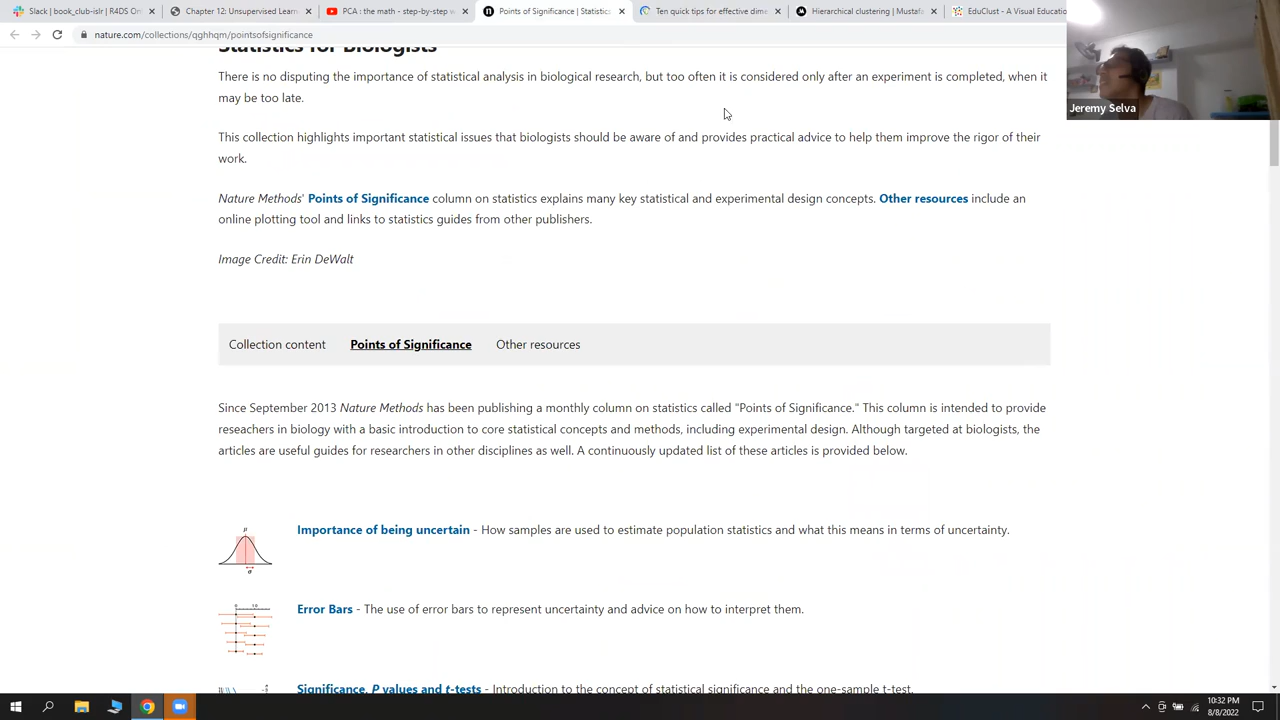 Slack | book_club-islr | R4DS On
Chapter 12: Unsupervised Learn
PCA : the math - step-by-step w
Points of Significance | Statistics
Ten quick tips for effective dime
Hierarchical clustering | Mustafa
EduClust - A Visual Educatio
nature.com/collections/qghhqm/pointsofsignificance
Statistics for Biologists
There is no disputing the importance of statistical analysis in biological research, but too often it is considered only after an experiment is completed, when it
may be too late.
Jeremy Selva
This collection highlights important statistical issues that biologists should be aware of and provides practical advice to help them improve the rigor of their
work.
Nature Methods' Points of Significance column on statistics explains many key statistical and experimental design concepts. Other resources include an
online plotting tool and links to statistics guides from other publishers.
Image Credit: Erin DeWalt
Collection content Points of Significance Other resources
Since September 2013 Nature Methods has been publishing a monthly column on statistics called "Points of Significance." This column is intended to provide
reseachers in biology with a basic introduction to core statistical concepts and methods, including experimental design. Although targeted at biologists, the
articles are useful guides for researchers in other disciplines as well. A continuously updated list of these articles is provided below.
μ
σ
Importance of being uncertain - How samples are used to estimate population statistics and what this means in terms of uncertainty.
Error Bars - The use of error bars to represent uncertainty and advice on how to interpret them.
Significance, P values and t-tests - Introduction to the concept of statistical significance and the one-sample t-test.
10:32 PM
8/8/2022